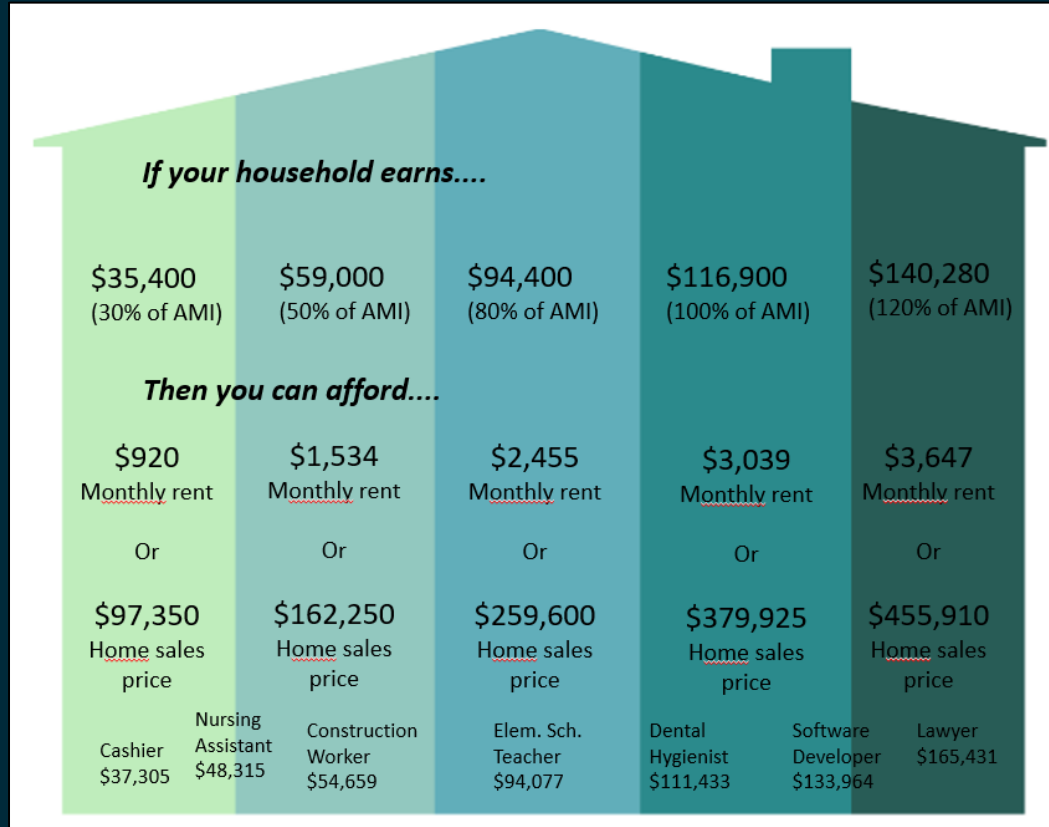 If your household earns....
$35,400
(30% of AMI)
$59,000
(50% of AMI)
$94,400
(80% of AMI)
$116,900
(100% of AMI)
$140,280
(120% of AMI)
Then you can afford....
$920
Monthly rent
Or
$97,350
Home sales
price
$1,534
Monthly rent
Or
$162,250
Home sales
price
$2,455
Monthly rent
Or
$259,600
Home sales
price
$3,039
Monthly rent
Or
$379,925
Home sales
price
$3,647
Monthly rent
Or
$455,910
Home sales
price
Cashier
$37,305
Nursing
Assistant
$48,315
Construction
Worker
$54,659
Elem. Sch.
Teacher
$94,077
Dental
Hygienist
$111,433
Software
Developer
$133,964
Lawyer
$165,431